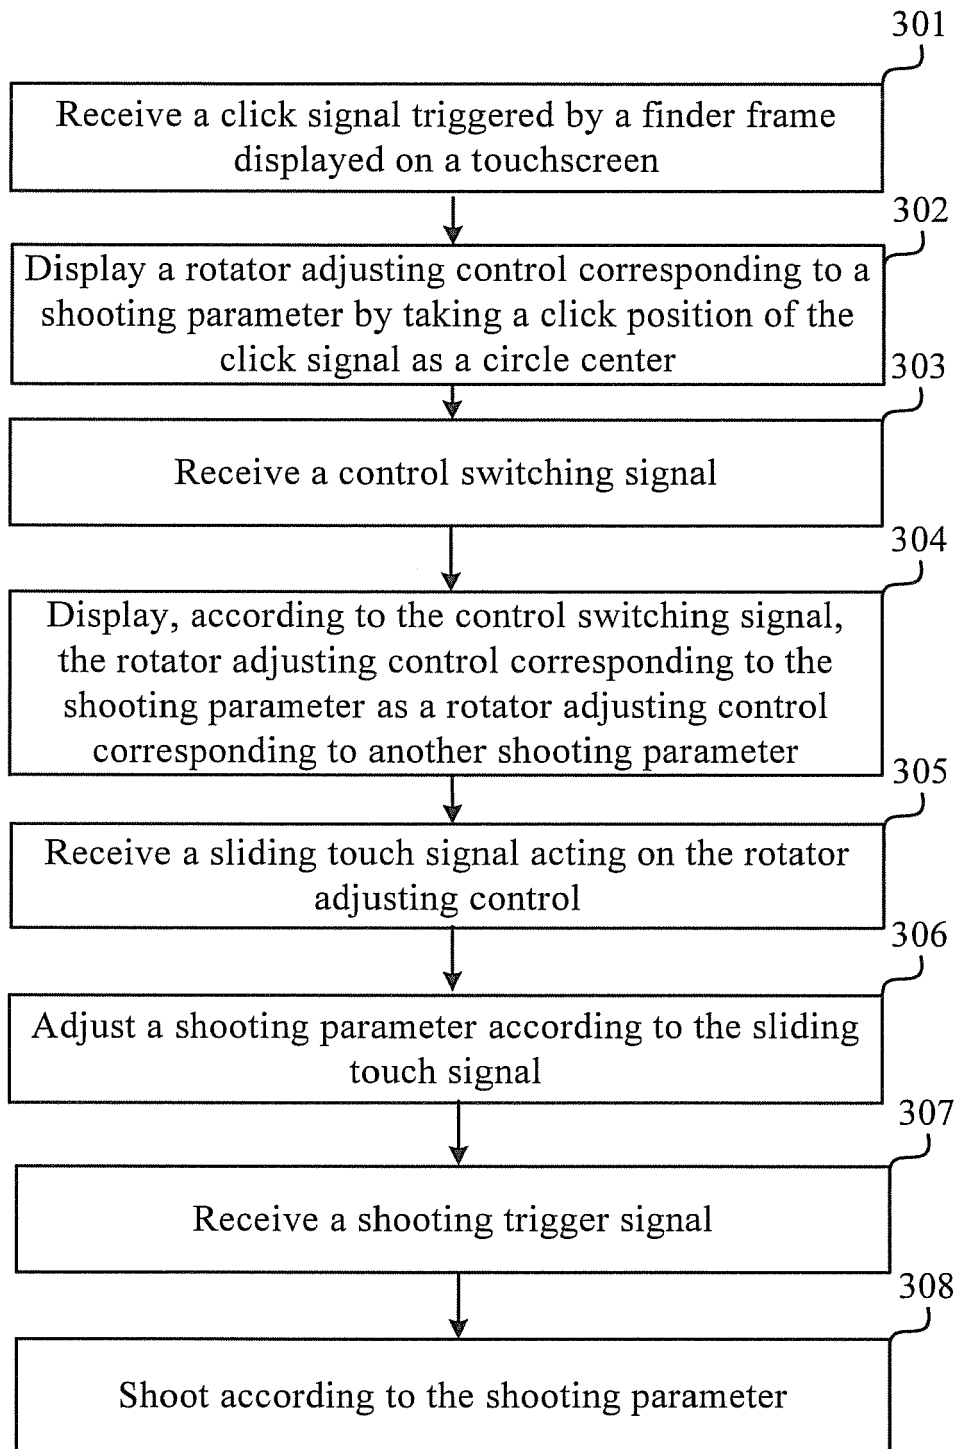 301
Receive a click signal triggered by a finder frame
displayed on a touchscreen
302
Display a rotator adjusting control corresponding to a
shooting parameter by taking a click position of the
click signal as a circle center
303
Receive a control switching signal
304
Display, according to the control switching signal,
the rotator adjusting control corresponding to the
shooting parameter as a rotator adjusting control
corresponding to another shooting parameter
305
Receive a sliding touch signal acting on the rotator
adjusting control
306
Adjust a shooting parameter according to the sliding
touch signal
307
Receive a shooting trigger signal
308
Shoot according to the shooting parameter